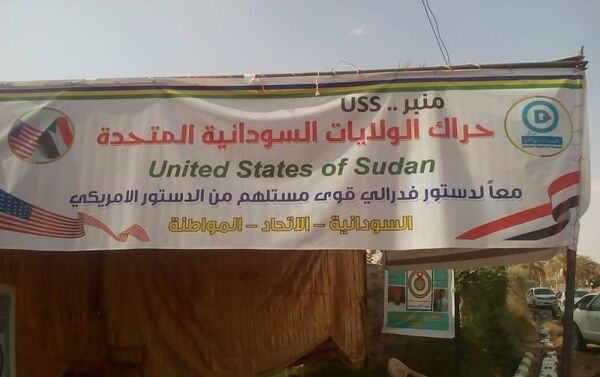 منبر .. USS
حراك الولايات السودانية المتحدة
United States of Sudan
معاً لدستور فدرالي قوى مستلهم من الدستور الامريكي
السودانية – الاتحاد – المواطنة